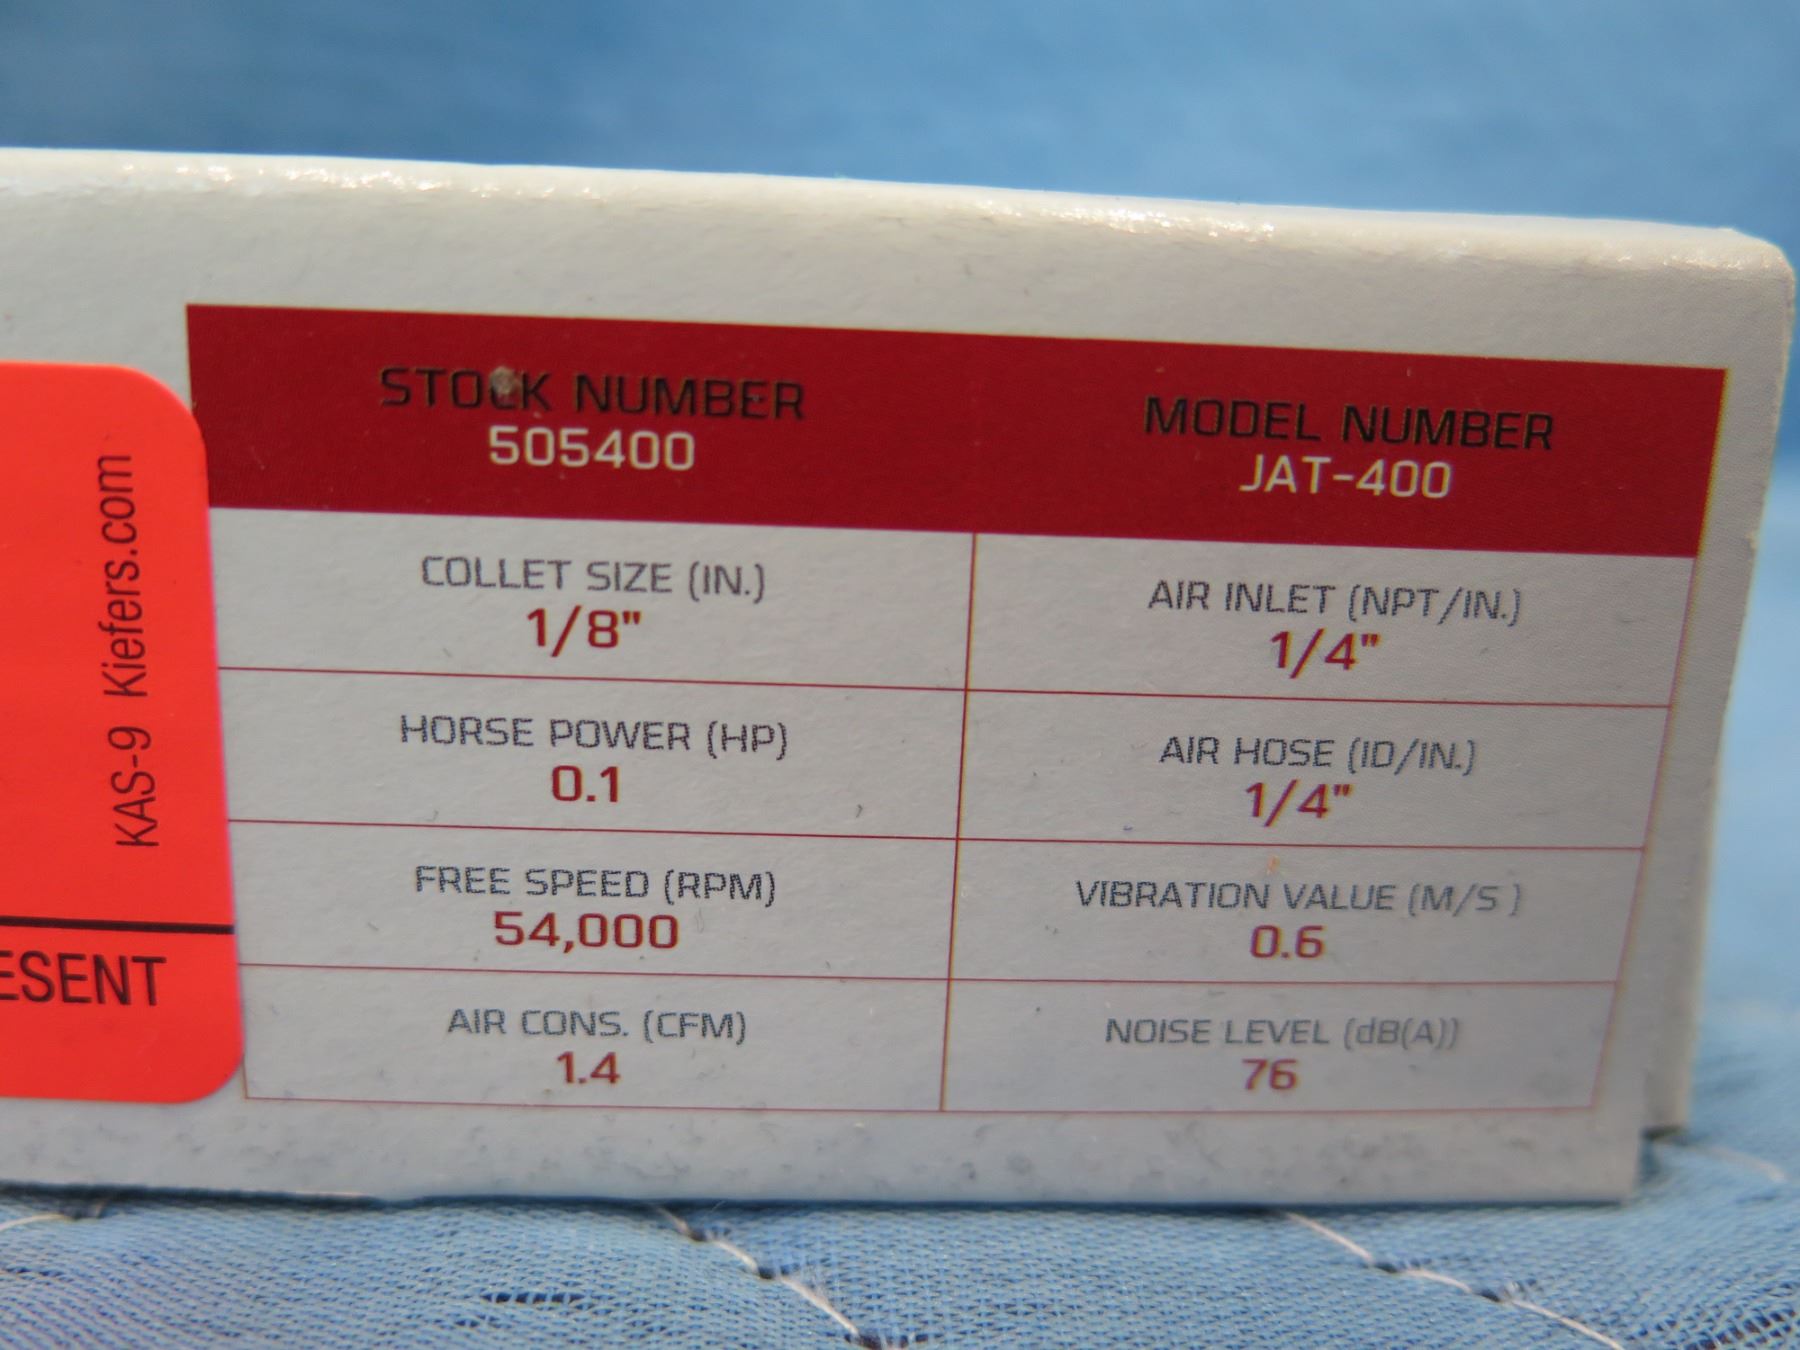 KAS-9 Kiefers.com
ESENT
STOCK NUMBER
505400
MODEL NUMBER
JAT-400
COLLET SIZE (IN.)
1/8"
AIR INLET (NPT/IN.)
1/4"
HORSE POWER (HP)
0.1
AIR HOSE (ID/IN.)
1/4"
FREE SPEED (RPM)
54,000
VIBRATION VALUE (M/S )
0.6
AIR CONS. (CFM)
1.4
NOISE LEVEL (dB(A))
76